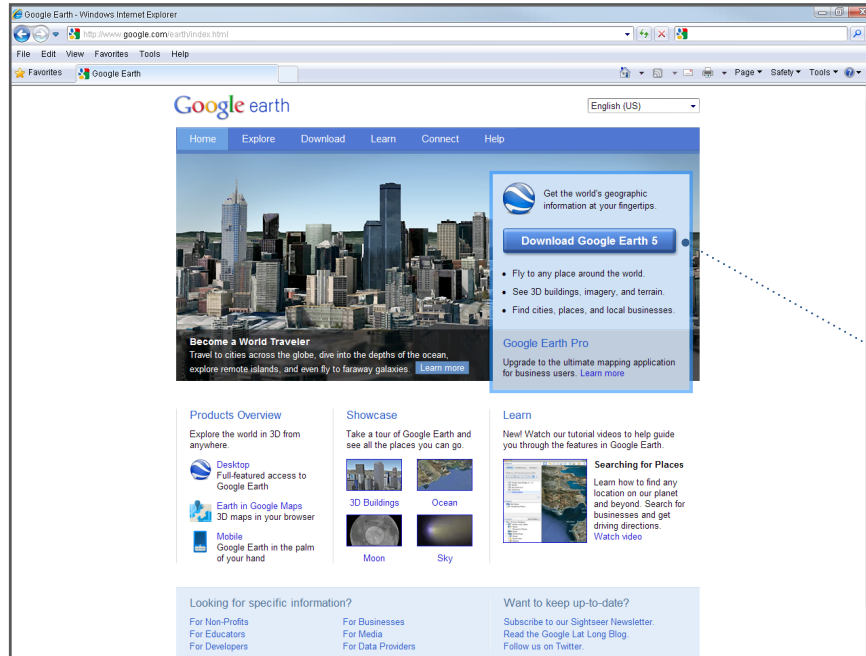 Google Earth - Windows Internet Explorer
http://www.google.com/earth/index.html
File Edit View Favorites Tools Help
Favorites Google Earth Page Safety Tools
Google earth
English (US)
Home Explore Download Learn Connect Help
Get the world's geographic
information at your fingertips.
Download Google Earth 5
• Fly to any place around the world.
• See 3D buildings, imagery, and terrain.
• Find cities, places, and local businesses.
Google Earth Pro
Upgrade to the ultimate mapping application
for business users. Learn more
Become a World Traveler
Travel to cities across the globe, dive into the depths of the ocean,
explore remote islands, and even fly to faraway galaxies. Learn more
Products Overview
Explore the world in 3D from
anywhere.
Desktop
Full-featured access to
Google Earth
Earth in Google Maps
3D maps in your browser
Mobile
Google Earth in the palm
of your hand
Showcase
Take a tour of Google Earth and
see all the places you can go.
3D Buildings Ocean
Moon Sky
Learn
New! Watch our tutorial videos to help guide
you through the features in Google Earth.
Searching for Places
Learn how to find any
location on our planet
and beyond. Search for
businesses and get
driving directions.
Watch video
Looking for specific information?
For Non-Profits
For Educators
For Developers
For Businesses
For Media
For Data Providers
Want to keep up-to-date?
Subscribe to our Sightseer Newsletter.
Read the Google Lat Long Blog.
Follow us on Twitter.